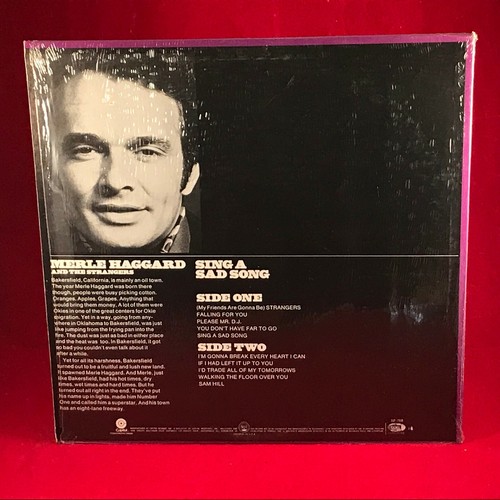 MERLE HAGGARD
AND THE STRANGERS
Bakersfield, California, is mainly an oil town.
The year Merle Haggard was born there
though, people were busy picking cotton.
Oranges. Apples. Grapes. Anything that
would bring them money. A lot of them were
Okies in one of the great centers for Okie
migration. Yet in a way, going from any-
where in Oklahoma to Bakersfield, was just
like jumping from the frying pan into the
fire. The dust was just as bad in either place
and the heat was too. In Bakersfield, it got
so bad you couldn't even talk about it
after a while.
Yet for all its harshness, Bakersfield
turned out to be a fruitful and lush new land.
It spawned Merle Haggard. And Merle, just
like Bakersfield, had his hot times, dry
times, wet times and hard times. But he
turned out all right in the end. They've put
his name up in lights, made him Number
One and called him a superstar. And his town
has an eight-lane freeway.
SING A
SAD SONG
SIDE ONE
(My Friends Are Gonna Be) STRANGERS
FALLING FOR YOU
PLEASE MR. D.J.
YOU DON'T HAVE FAR TO GO
SING A SAD SONG
SIDE TWO
I'M GONNA BREAK EVERY HEART I CAN
IF I HAD LEFT IT UP TO YOU
I'D TRADE ALL OF MY TOMORROWS
WALKING THE FLOOR OVER YOU
SAM HILL
Capitol